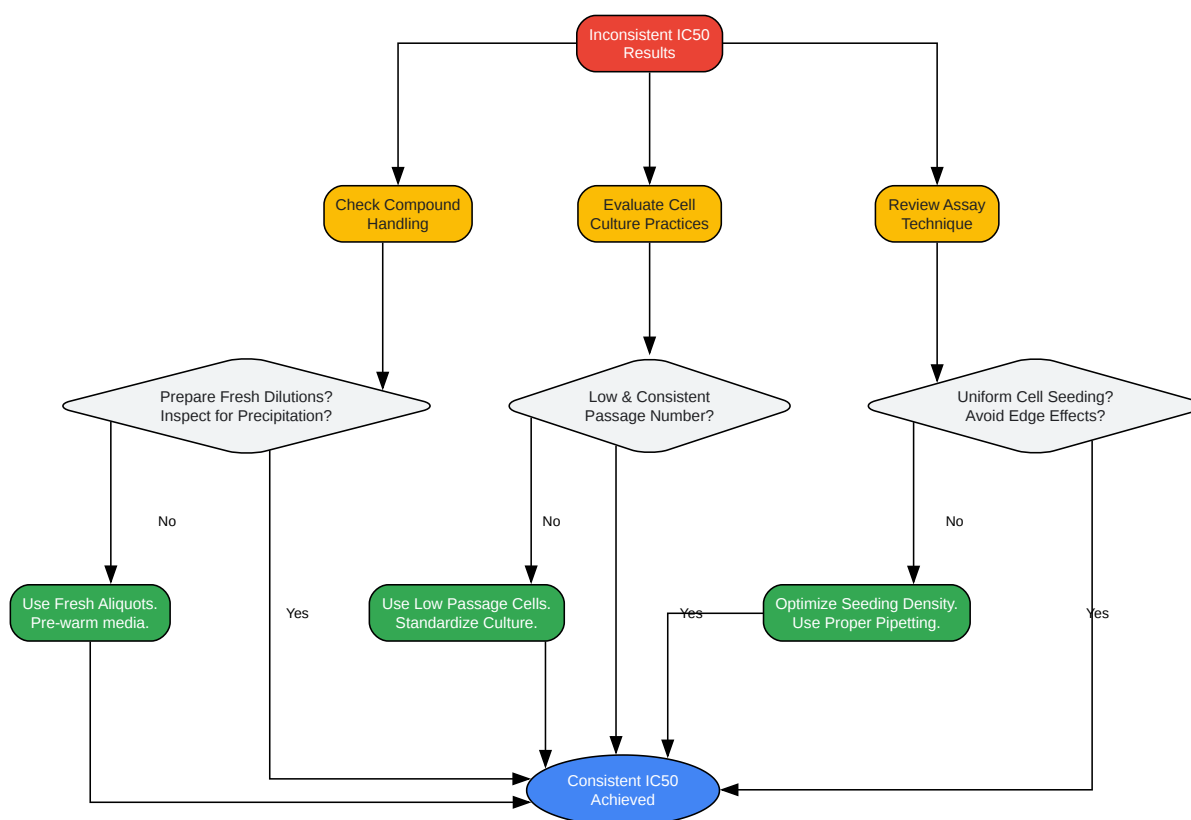 Inconsistent IC50
Results
Check Compound
Handling
Evaluate Cell
Culture Practices
Review Assay
Technique
Prepare Fresh Dilutions?
Inspect for Precipitation?
Low & Consistent
Passage Number?
Uniform Cell Seeding?
Avoid Edge Effects?
No
No
No
Use Fresh Aliquots.
Pre-warm media.
Yes
Use Low Passage Cells.
Standardize Culture.
Yes
Optimize Seeding Density.
Use Proper Pipetting.
Yes
Consistent IC50
Achieved